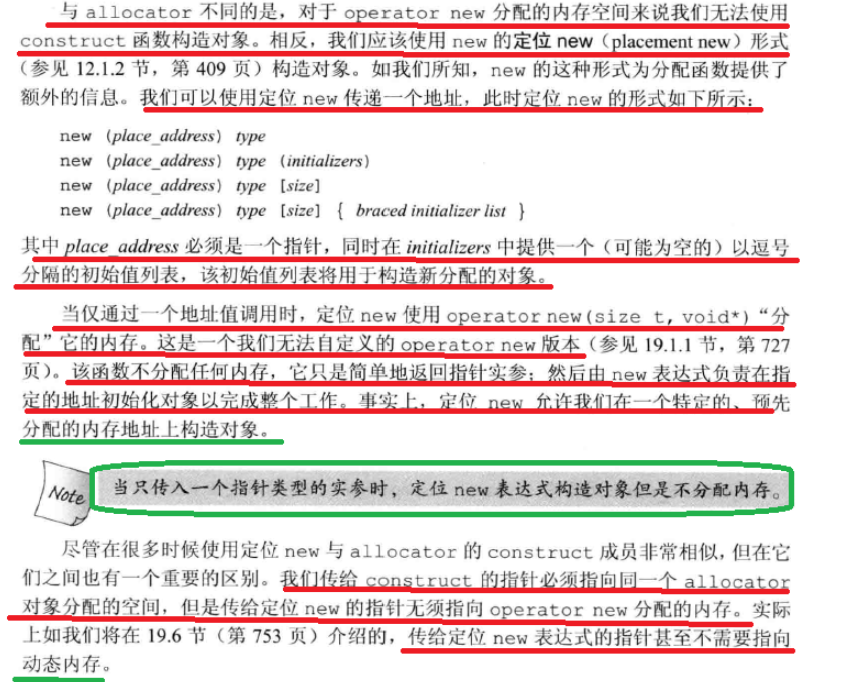 与 allocator 不同的是，对于 operator new 分配的内存空间来说我们无法使用
construct 函数构造对象。相反，我们应该使用 new 的定位 new（placement new）形式
（参见 12.1.2 节，第 409 页）构造对象。如我们所知，new 的这种形式为分配函数提供了
额外的信息。我们可以使用定位 new 传递一个地址，此时定位 new 的形式如下所示：
new (place_address) type
new (place_address) type (initializers)
new (place_address) type [size]
new (place_address) type [size] { braced initializer list }
其中 place_address 必须是一个指针，同时在 initializers 中提供一个（可能为空的）以逗号
分隔的初始值列表，该初始值列表将用于构造新分配的对象。
当仅通过一个地址值调用时，定位 new 使用 operator new(size t, void*) “分
配”它的内存。这是一个我们无法自定义的 operator new 版本（参见 19.1.1 节，第 727
页）。该函数不分配任何内存，它只是简单地返回指针实参；然后由 new 表达式负责在指
定的地址初始化对象以完成整个工作。事实上，定位 new 允许我们在一个特定的、预先
分配的内存地址上构造对象。
Note 当只传入一个指针类型的实参时，定位 new 表达式构造对象但是不分配内存。
尽管在很多时候使用定位 new 与 allocator 的 construct 成员非常相似，但在它
们之间也有一个重要的区别。我们传给 construct 的指针必须指向同一个 allocator
对象分配的空间，但是传给定位 new 的指针无须指向 operator new 分配的内存。实际
上如我们将在 19.6 节（第 753 页）介绍的，传给定位 new 表达式的指针甚至不需要指向
动态内存。